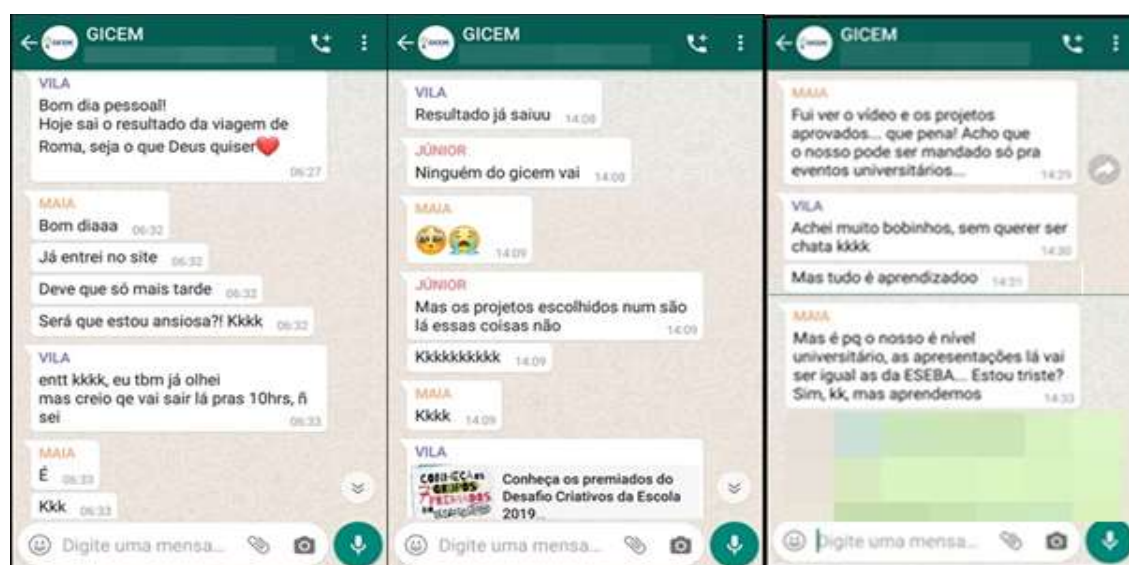 GICEM
VILA
Bom dia pessoal!
Hoje sai o resultado da viagem de
Roma, seja o que Deus quiser❤️
06:27
MAIA
Bom diaaa 06:32
Já entrei no site 06:32
Deve que só mais tarde 06:32
Será que estou ansiosa?! Kkkk 06:32
VILA
entt kkkk, eu tbm já olhei
mas creio qe vai sair lá pras 10hrs, ñ
sei
06:33
MAIA
É 06:33
Kkk 06:33
Digite uma mensa...
GICEM
VILA
Resultado já saiuu 14:08
JÚNIOR
Ninguém do gicem vai 14:09
MAIA
🥺😭 14:09
JÚNIOR
Mas os projetos escolhidos num são
lá essas coisas não 14:09
Kkkkkkkkkk 14:09
MAIA
Kkkk 14:09
VILA
Conheça os premiados do
Desafio Criativos da Escola
2019...
Digite uma mensa...
GICEM
MAIA
Fui ver o vídeo e os projetos
aprovados... que pena! Acho que
o nosso pode ser mandado só pra
eventos universitários... 14:29
VILA
Achei muito bobinhos, sem querer ser
chata kkkk 14:30
Mas tudo é aprendizadoo 14:31
MAIA
Mas é pq o nosso é nível
universitário, as apresentações lá vai
ser igual as da ESEBA... Estou triste?
Sim, kk, mas aprendemos 14:33
Digite uma mensa...